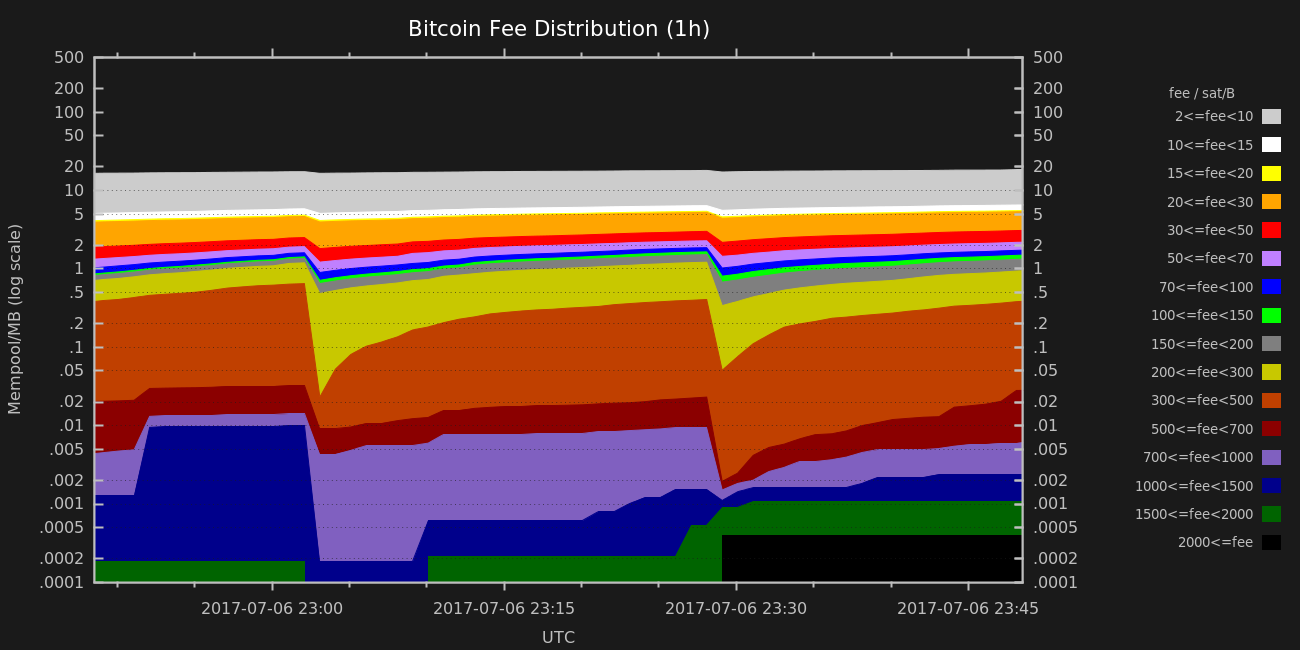 Bitcoin Fee Distribution (1h)
500
200
100
50
20
10
5
2
1
.5
.2
.1
.05
.02
.01
.005
.002
.001
.0005
.0002
.0001
Mempool/MB (log scale)
500
200
100
50
20
10
5
2
1
.5
.2
.1
.05
.02
.01
.005
.002
.001
.0005
.0002
.0001
2017-07-06 23:00
2017-07-06 23:15
2017-07-06 23:30
2017-07-06 23:45
UTC
fee / sat/B
2<=fee<10
10<=fee<15
15<=fee<20
20<=fee<30
30<=fee<50
50<=fee<70
70<=fee<100
100<=fee<150
150<=fee<200
200<=fee<300
300<=fee<500
500<=fee<700
700<=fee<1000
1000<=fee<1500
1500<=fee<2000
2000<=fee